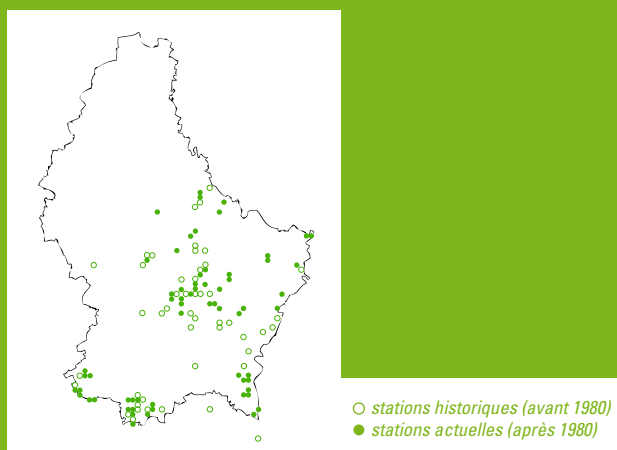 stations historiques (avant 1980)
stations actuelles (après 1980)